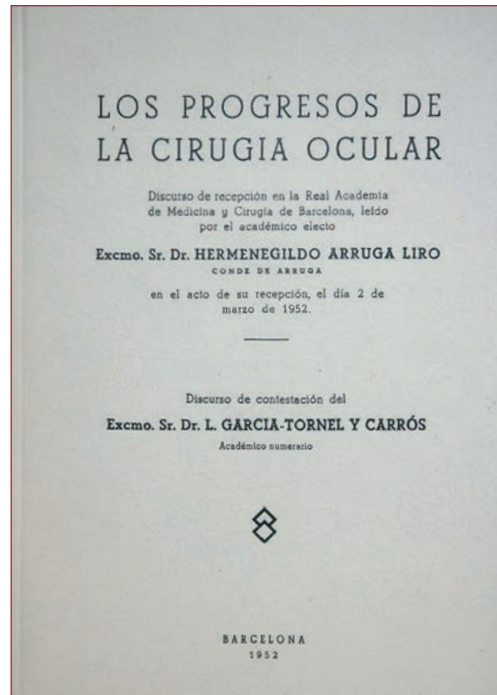 LOS PROGRESOS DE
LA CIRUGIA OCULAR
Discurso de recepción en la Real Academia
de Medicina y Cirugía de Barcelona, leído
por el académico electo
Excmo. Sr. Dr. HERMENEGILDO ARRUGA LIRO
CONDE DE ARRUGA
en el acto de su recepción, el día 2 de
marzo de 1952.
Discurso de contestación del
Excmo. Sr. Dr. L. GARCIA-TORNEL Y CARRÓS
Académico numerario
BARCELONA
1952